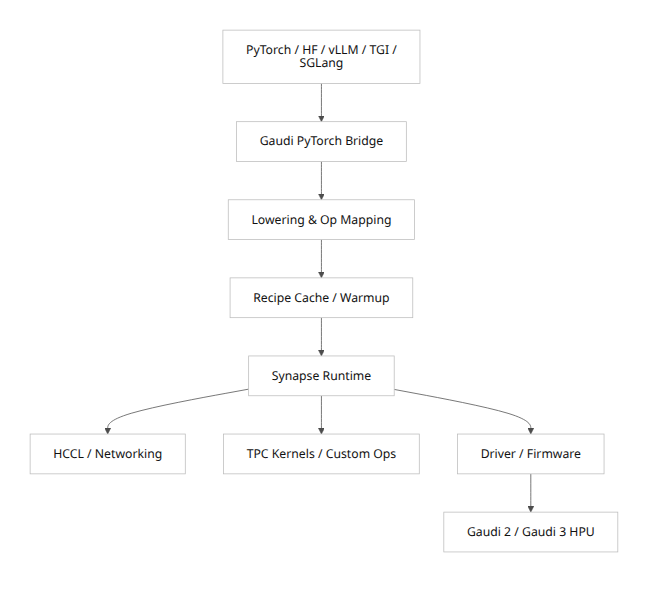 PyTorch / HF / vLLM / TGI /
SGLang
Gaudi PyTorch Bridge
Lowering & Op Mapping
Recipe Cache / Warmup
Synapse Runtime
HCCL / Networking
TPC Kernels / Custom Ops
Driver / Firmware
Gaudi 2 / Gaudi 3 HPU